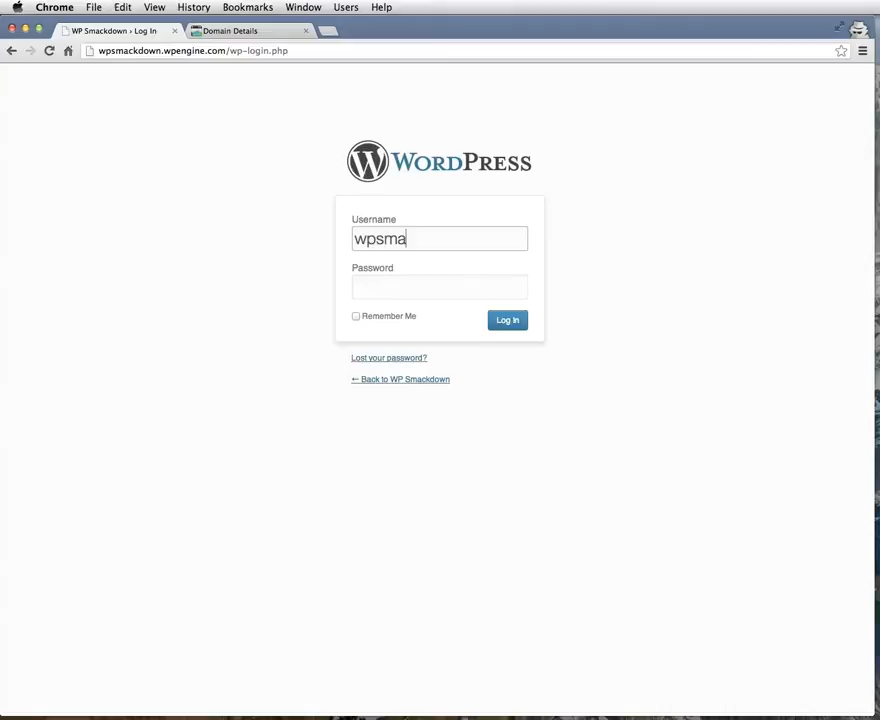 Chrome File Edit View History Bookmarks Window Users Help
WP Smackdown › Log In Domain Details
wpsmackdown.wpengine.com/wp-login.php
WORDPRESS
Username
wpsma
Password
Remember Me
Log In
Lost your password?
← Back to WP Smackdown